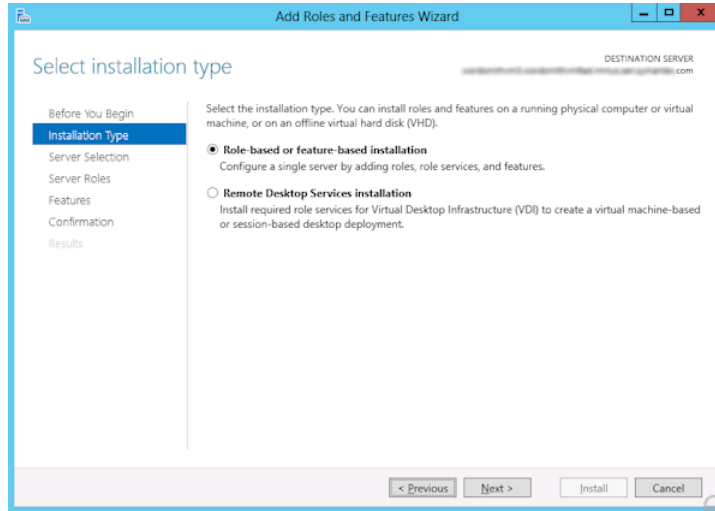 Add Roles and Features Wizard
Select installation type
DESTINATION SERVER
.com
Before You Begin
Installation Type
Server Selection
Server Roles
Features
Confirmation
Results
Select the installation type. You can install roles and features on a running physical computer or virtual
machine, or on an offline virtual hard disk (VHD).
Role-based or feature-based installation
Configure a single server by adding roles, role services, and features.
Remote Desktop Services installation
Install required role services for Virtual Desktop Infrastructure (VDI) to create a virtual machine-based
or session-based desktop deployment.
< Previous Next > Install Cancel